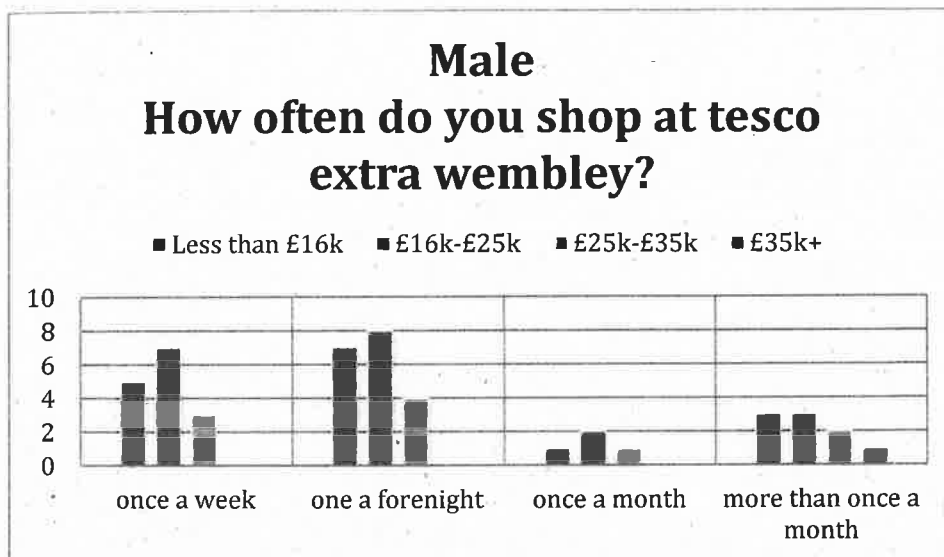 Male
How often do you shop at tesco
extra wembley?
Less than £16k £16k-£25k £25k-£35k £35k+
10
8
6
4
2
0
once a week one a forenight once a month more than once a
month